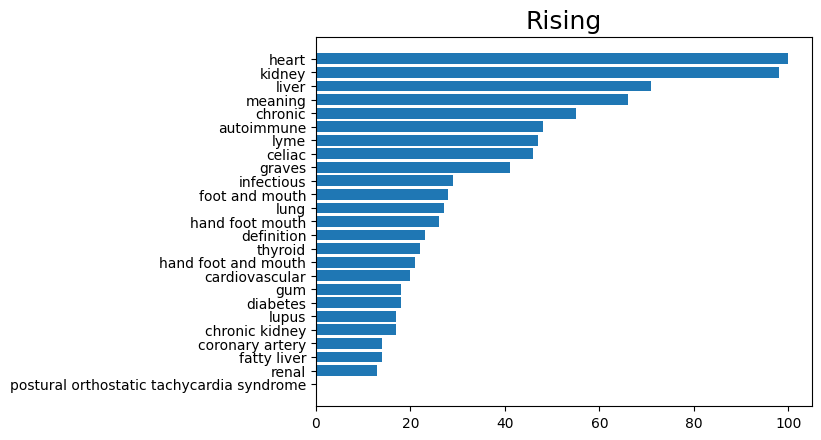 Rising
heart
kidney
liver
meaning
chronic
autoimmune
lyme
celiac
graves
infectious
foot and mouth
lung
hand foot mouth
definition
thyroid
hand foot and mouth
cardiovascular
gum
diabetes
lupus
chronic kidney
coronary artery
fatty liver
renal
postural orthostatic tachycardia syndrome
0 20 40 60 80 100